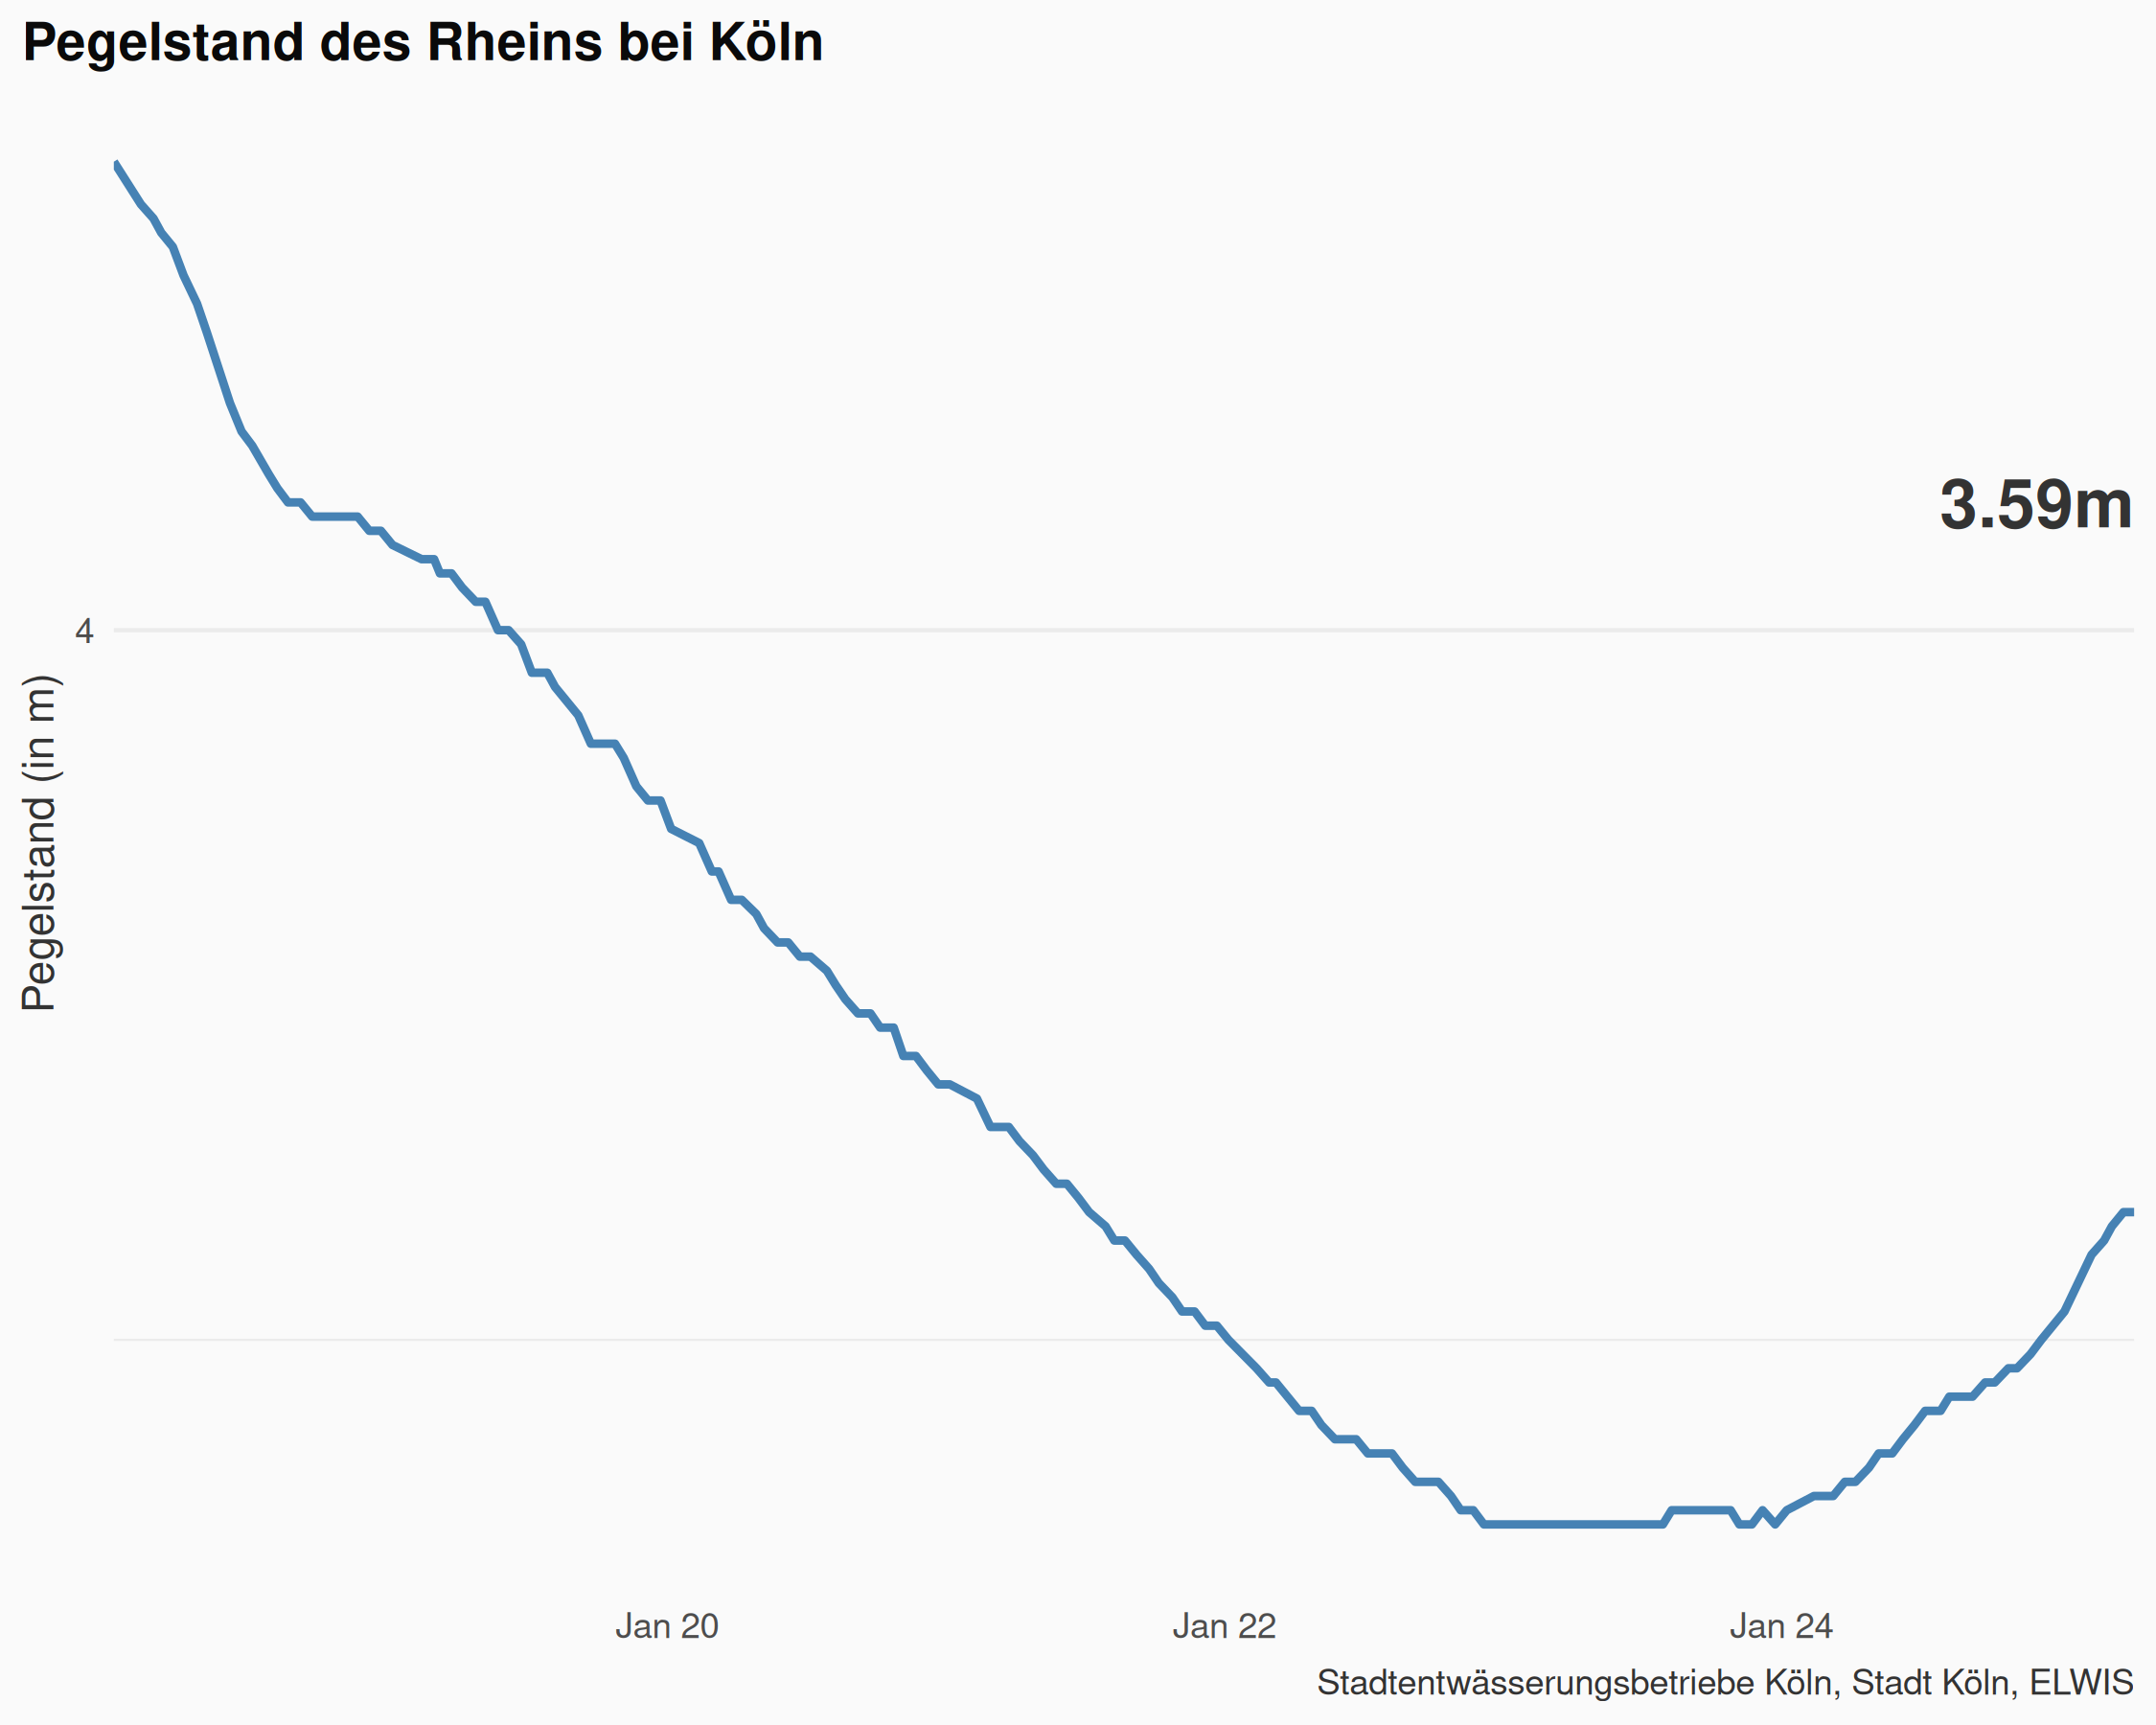 Pegelstand des Rheins bei Köln
3.59m
4
Pegelstand (in m)
Jan 20
Jan 22
Jan 24
Stadtentwässerungsbetriebe Köln, Stadt Köln, ELWIS